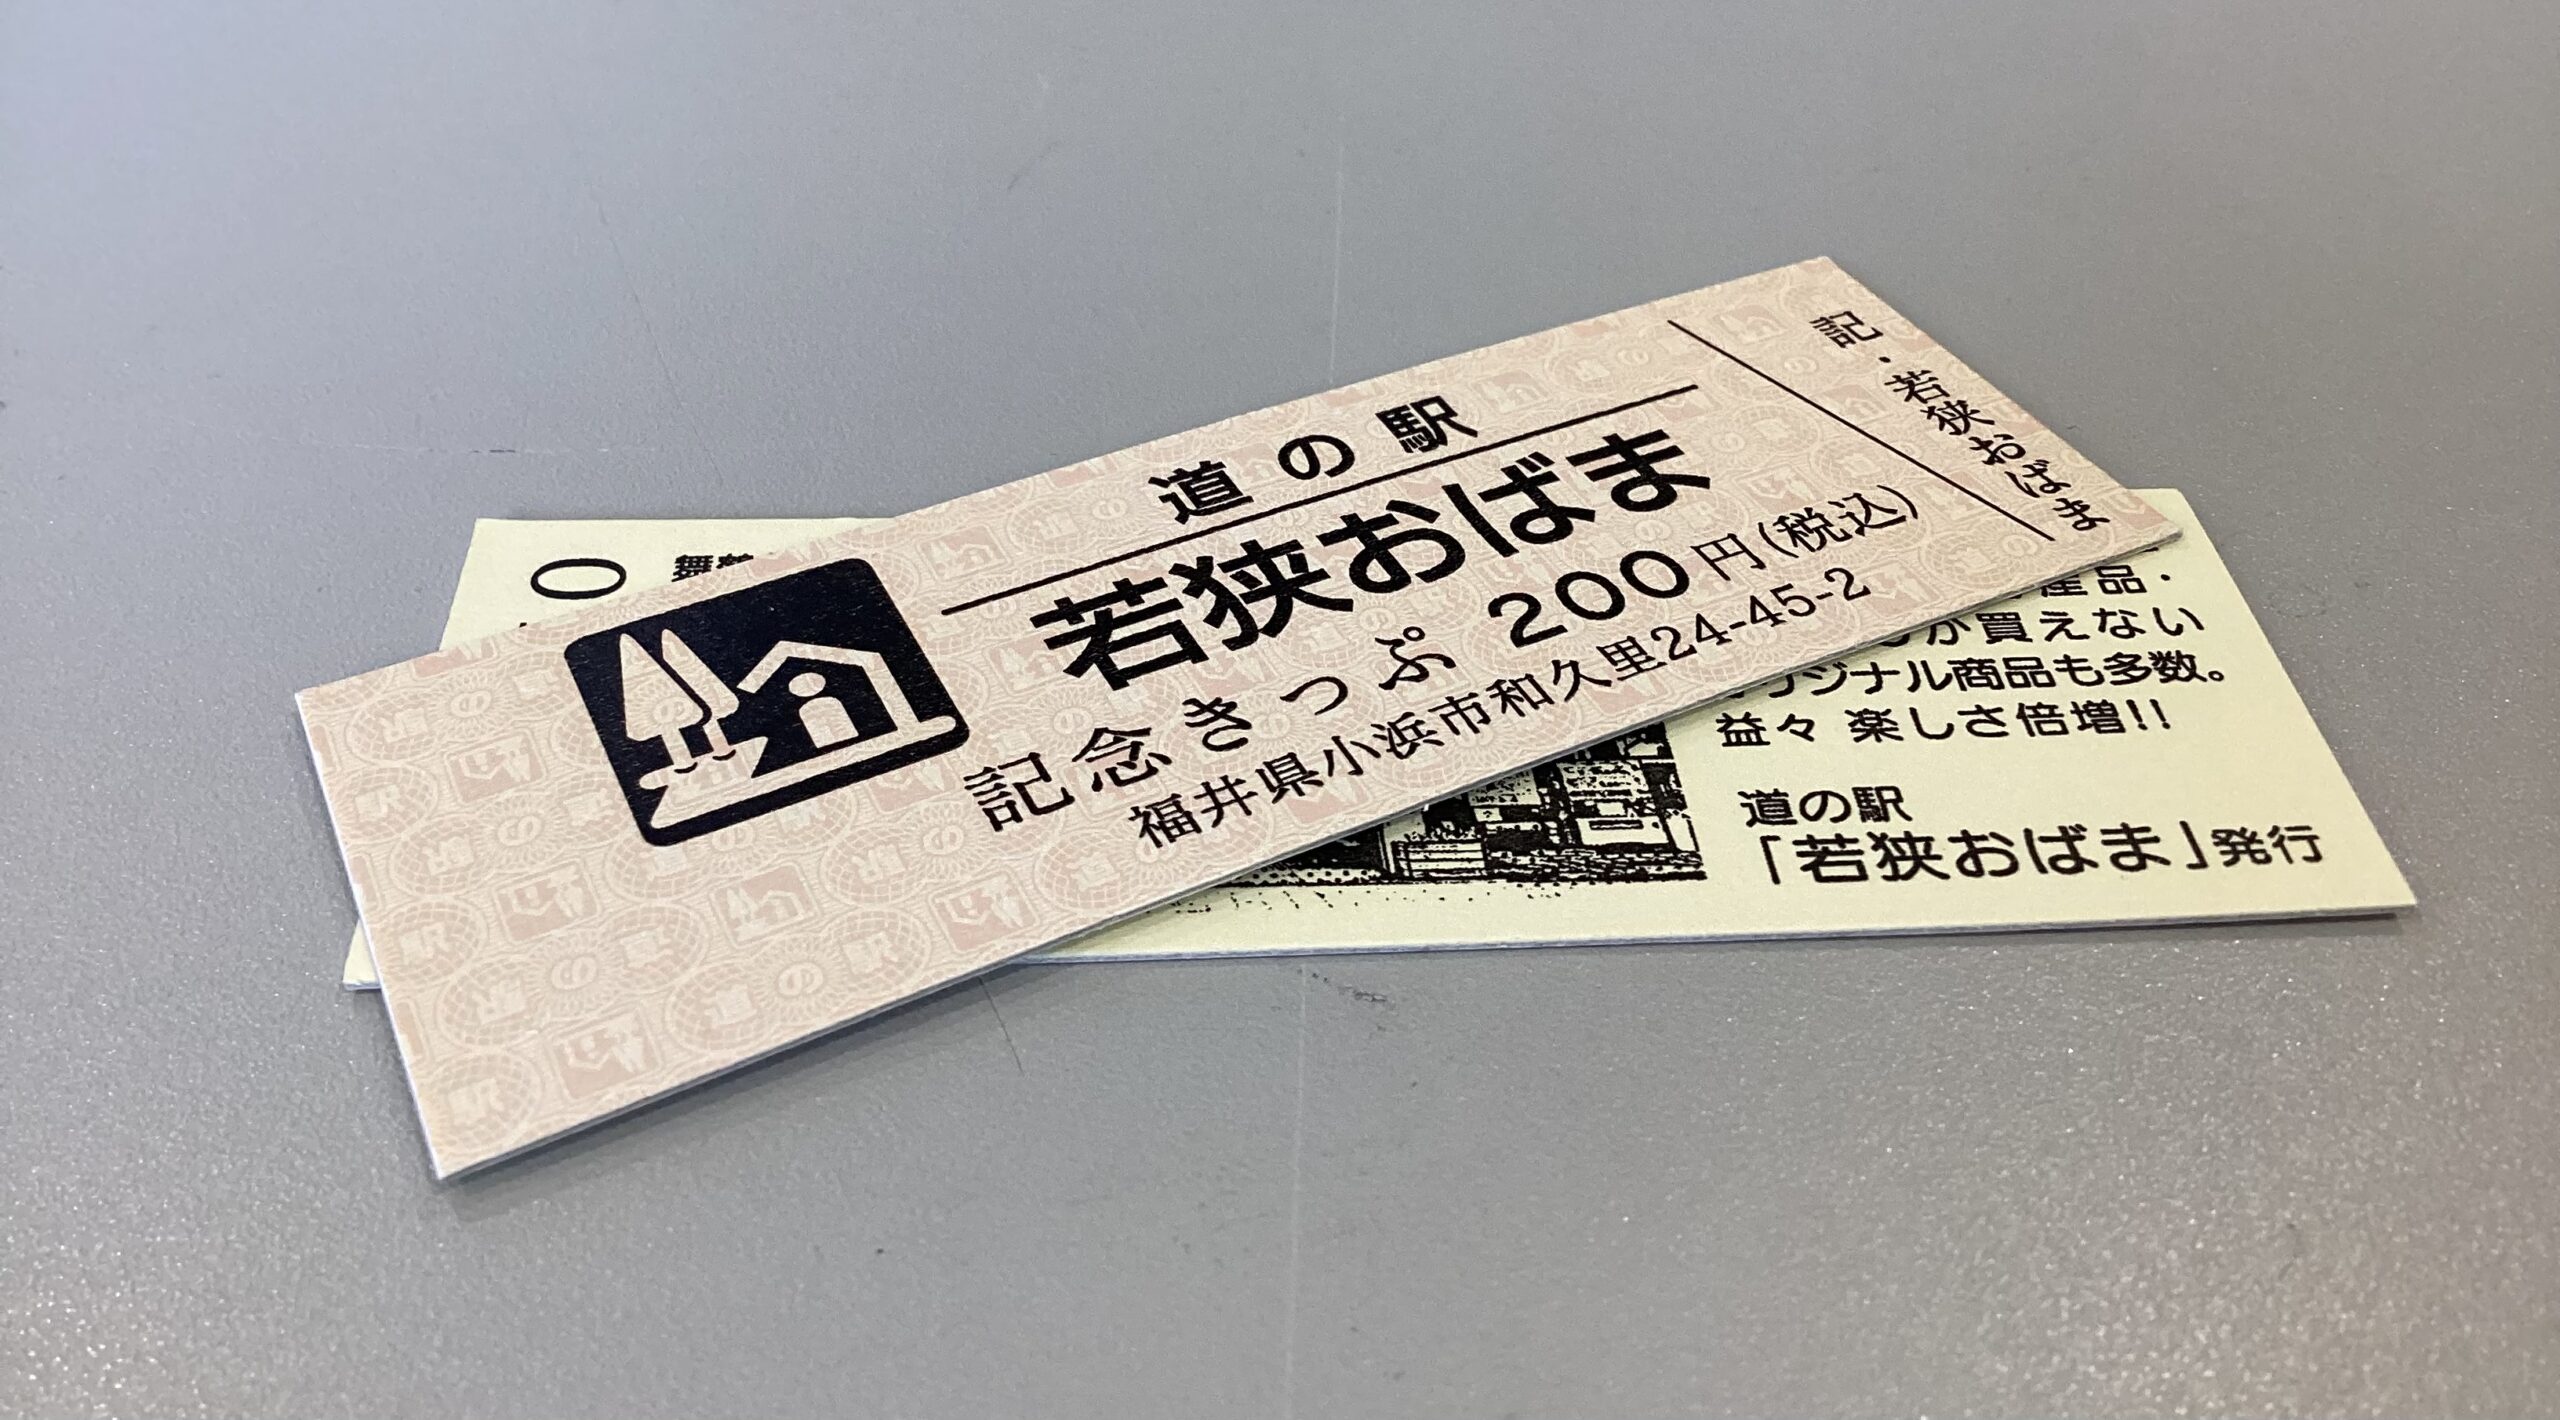 道の駅
若狭おばま
記念きっぷ 200円(税込)
福井県小浜市和久里24-45-2
記・若狭おばま
産品・
買えない
ジナル商品も多数。
益々 楽しさ倍増!!
道の駅
「若狭おばま」発行